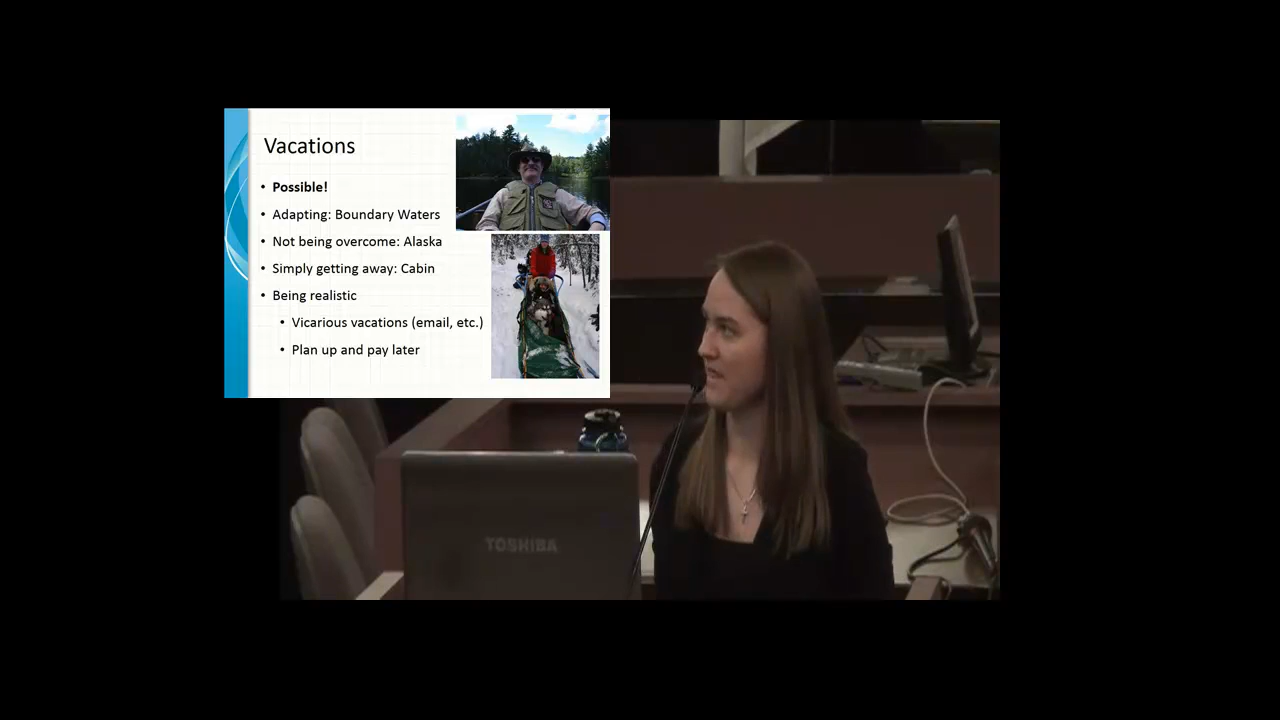 Vacations
• Possible!
• Adapting: Boundary Waters
• Not being overcome: Alaska
• Simply getting away: Cabin
• Being realistic
• Vicarious vacations (email, etc.)
• Plan up and pay later
TOSHIBA